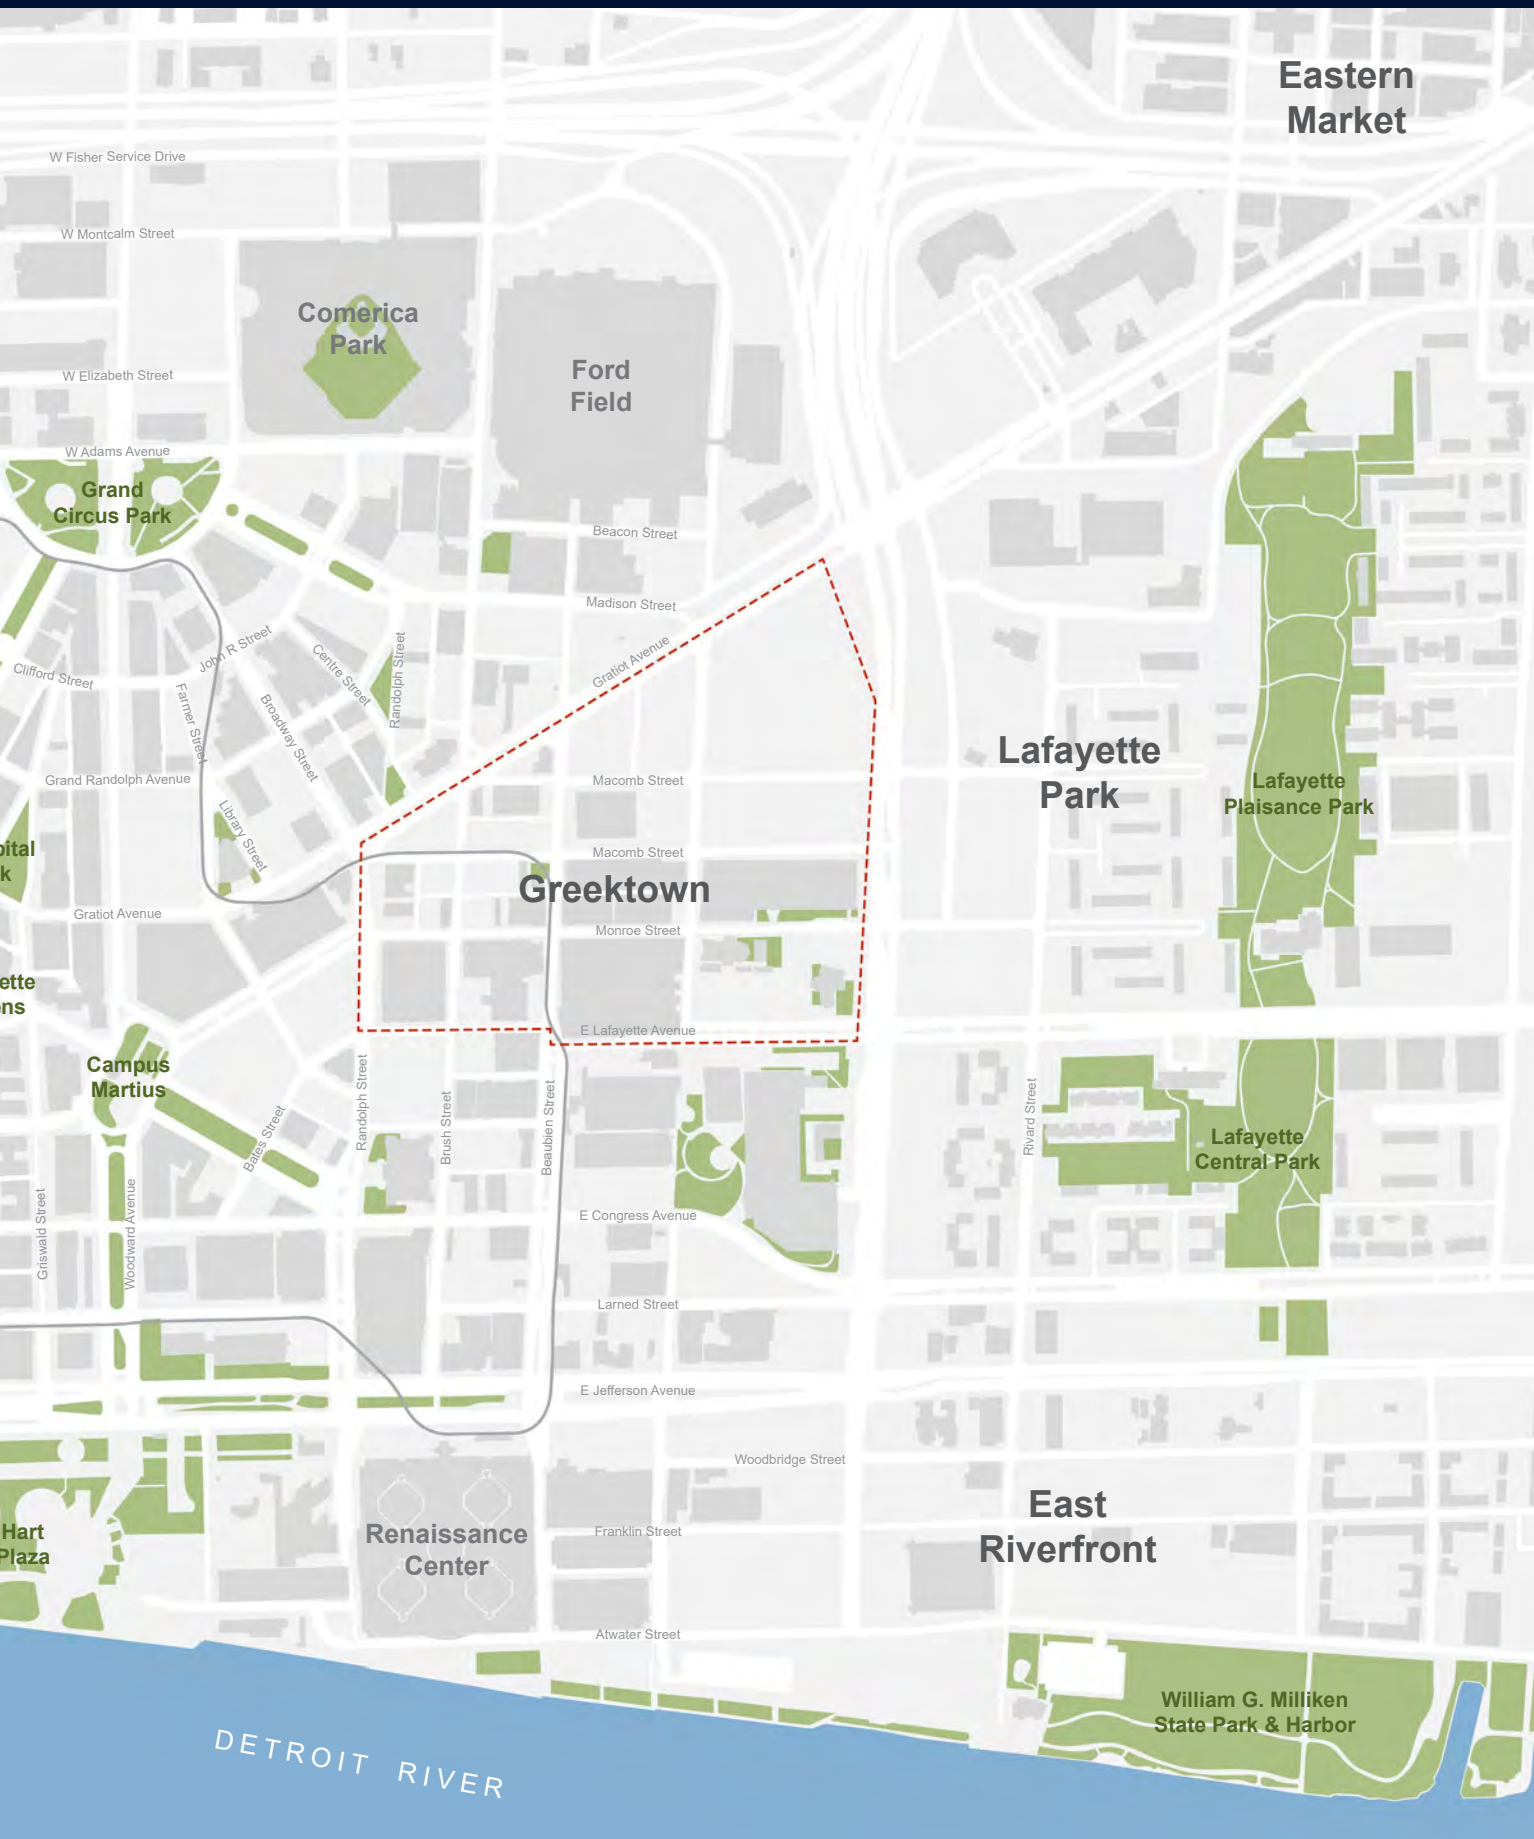 Eastern
Market
W Fisher Service Drive
W Montcalm Street
Comerica
Park
Ford
Field
W Elizabeth Street
W Adams Avenue
Grand
Circus Park
Beacon Street
Madison Street
John R Street
Centre Street
Randolph Street
Gratiot Avenue
Clifford Street
Farmer Street
Broadway Street
Lafayette
Park
Grand Randolph Avenue
Macomb Street
Lafayette
Plaisance Park
Library Street
pital
k
Macomb Street
Greektown
Gratiot Avenue
Monroe Street
ette
ns
E Lafayette Avenue
Campus
Martius
Randolph Street
Brush Street
Beaubien Street
Rivard Street
Bates Street
Lafayette
Central Park
Griswald Street
Woodward Avenue
E Congress Avenue
Larned Street
E Jefferson Avenue
Woodbridge Street
East
Riverfront
Hart
Plaza
Renaissance
Center
Franklin Street
Atwater Street
William G. Milliken
State Park & Harbor
DETROIT RIVER